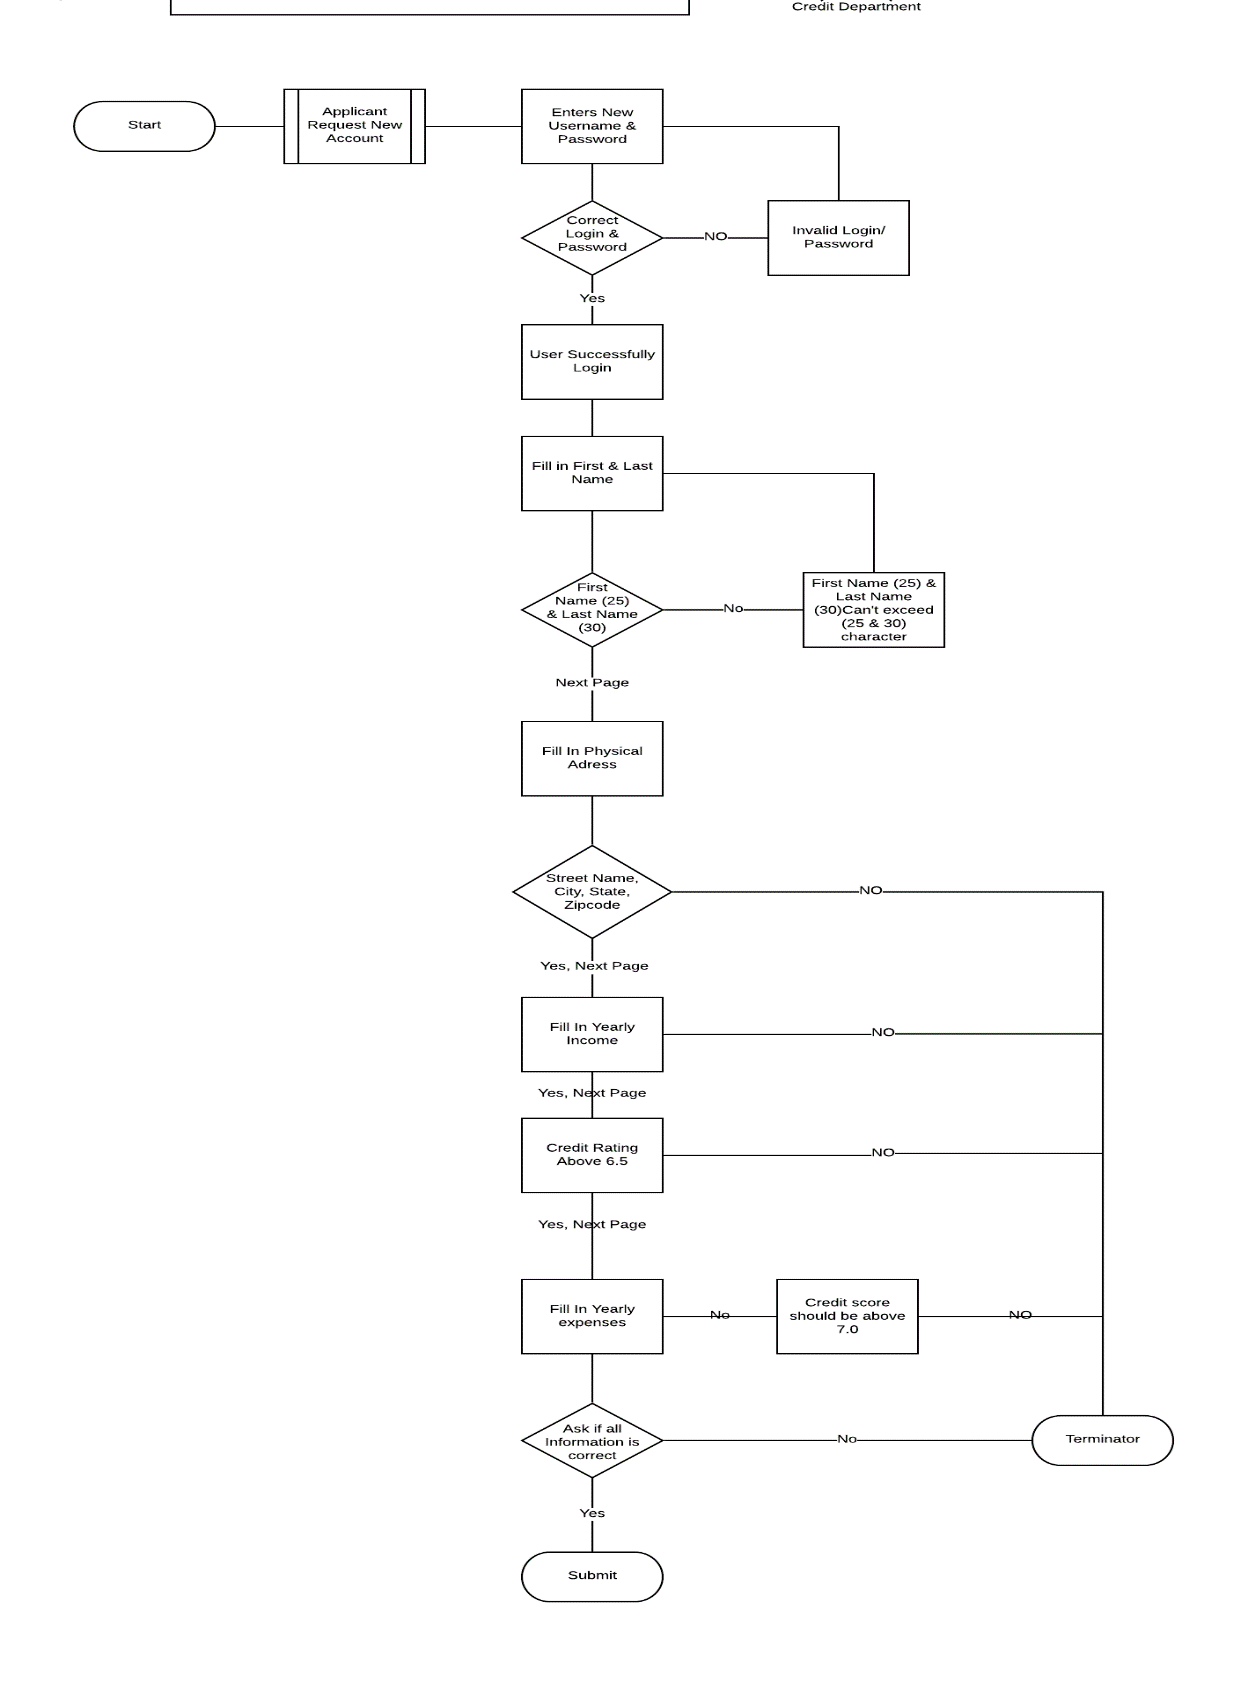 Credit Department
Start
Applicant
Request New
Account
Enters New
Username &
Password
Correct
Login &
Password
NO
Invalid Login/
Password
Yes
User Successfully
Login
Fill in First & Last
Name
First
Name (25)
& Last Name
(30)
No
First Name (25) &
Last Name
(30)Can't exceed
(25 & 30)
character
Next Page
Fill In Physical
Adress
Street Name,
City, State,
Zipcode
NO
Yes, Next Page
Fill In Yearly
Income
NO
Yes, Next Page
Credit Rating
Above 6.5
NO
Yes, Next Page
Fill In Yearly
expenses
No
Credit score
should be above
7.0
NO
Ask if all
Information is
correct
No
Terminator
Yes
Submit